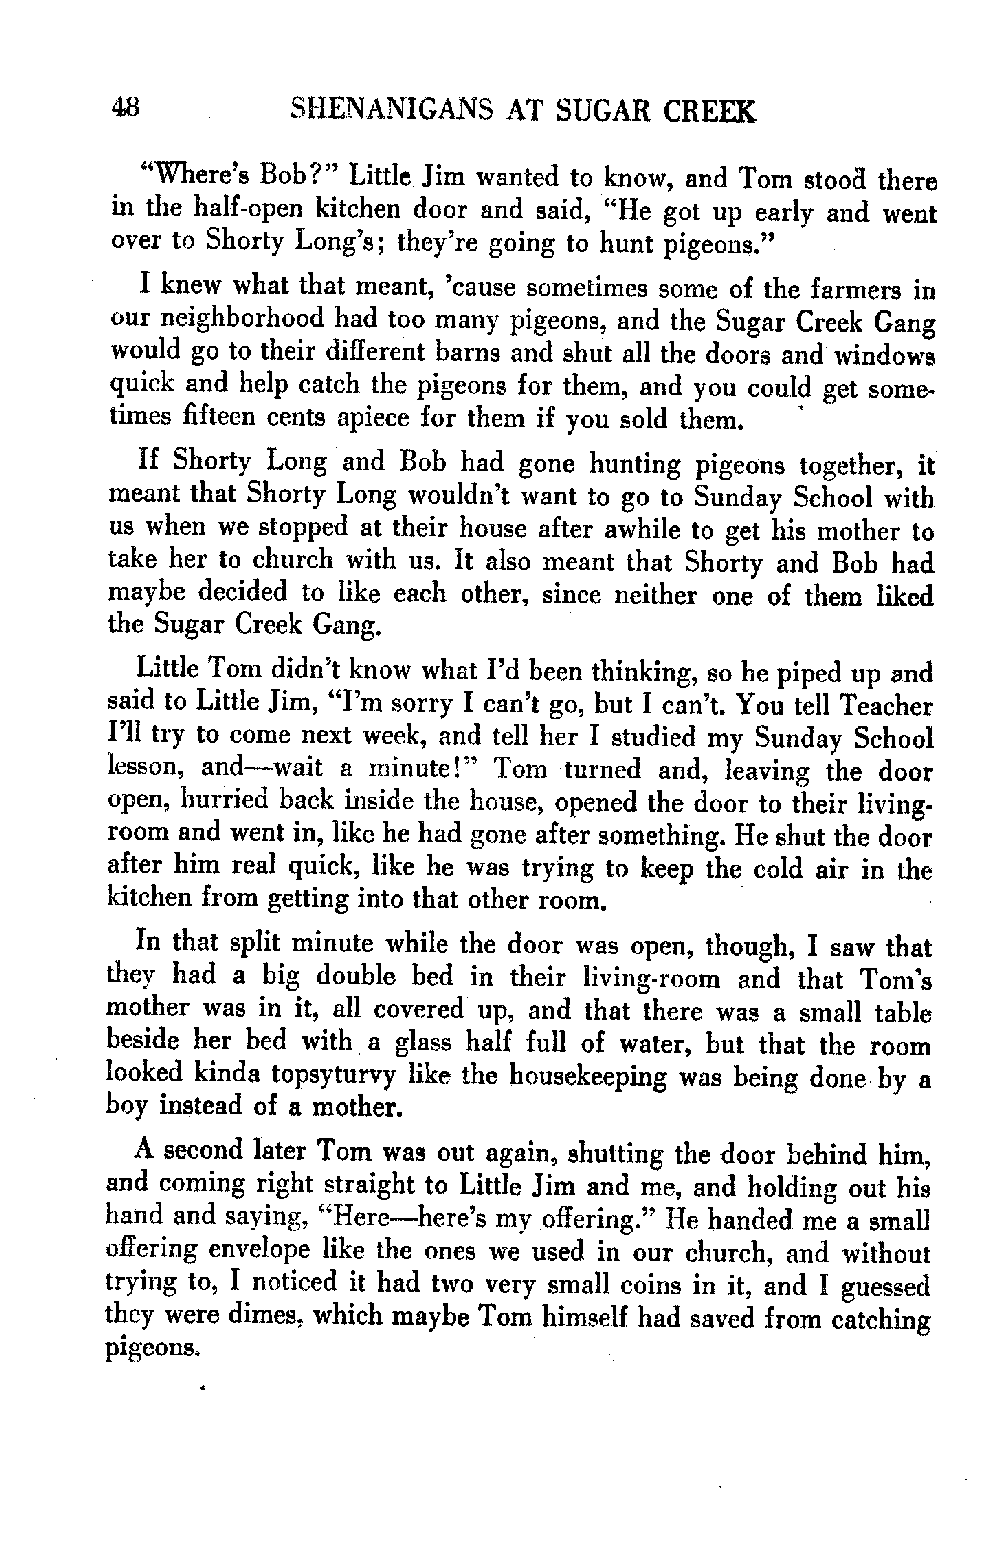 48 SHENANIGANS AT SUGAR CREEK
"Where's Bob?" Little Jim wanted to know, and Tom stood there
in the half-open kitchen door and said, "He got up early and went
over to Shorty Long's; they're going to hunt pigeons."
I knew what that meant, 'cause sometimes some of the farmers in
our neighborhood had too many pigeons, and the Sugar Creek Gang
would go to their different barns and shut all the doors and windows
quick and help catch the pigeons for them, and you could get some-
times fifteen cents apiece for them if you sold them.
If Shorty Long and Bob had gone hunting pigeons together, it
meant that Shorty Long wouldn't want to go to Sunday School with
us when we stopped at their house after awhile to get his mother to
take her to church with us. It also meant that Shorty and Bob had
maybe decided to like each other, since neither one of them liked
the Sugar Creek Gang.
Little Tom didn't know what I'd been thinking, so he piped up and
said to Little Jim, "I'm sorry I can't go, but I can't. You tell Teacher
I'll try to come next week, and tell her I studied my Sunday School
lesson, and—wait a minute!" Tom turned and, leaving the door
open, hurried back inside the house, opened the door to their living-
room and went in, like he had gone after something. He shut the door
after him real quick, like he was trying to keep the cold air in the
kitchen from getting into that other room.
In that split minute while the door was open, though, I saw that
they had a big double bed in their living-room and that Tom's
mother was in it, all covered up, and that there was a small table
beside her bed with a glass half full of water, but that the room
looked kinda topsyturvy like the housekeeping was being done by a
boy instead of a mother.
A second later Tom was out again, shutting the door behind him,
and coming right straight to Little Jim and me, and holding out his
hand and saying, "Here—here's my offering." He handed me a small
offering envelope like the ones we used in our church, and without
trying to, I noticed it had two very small coins in it, and I guessed
they were dimes, which maybe Tom himself had saved from catching
pigeons.